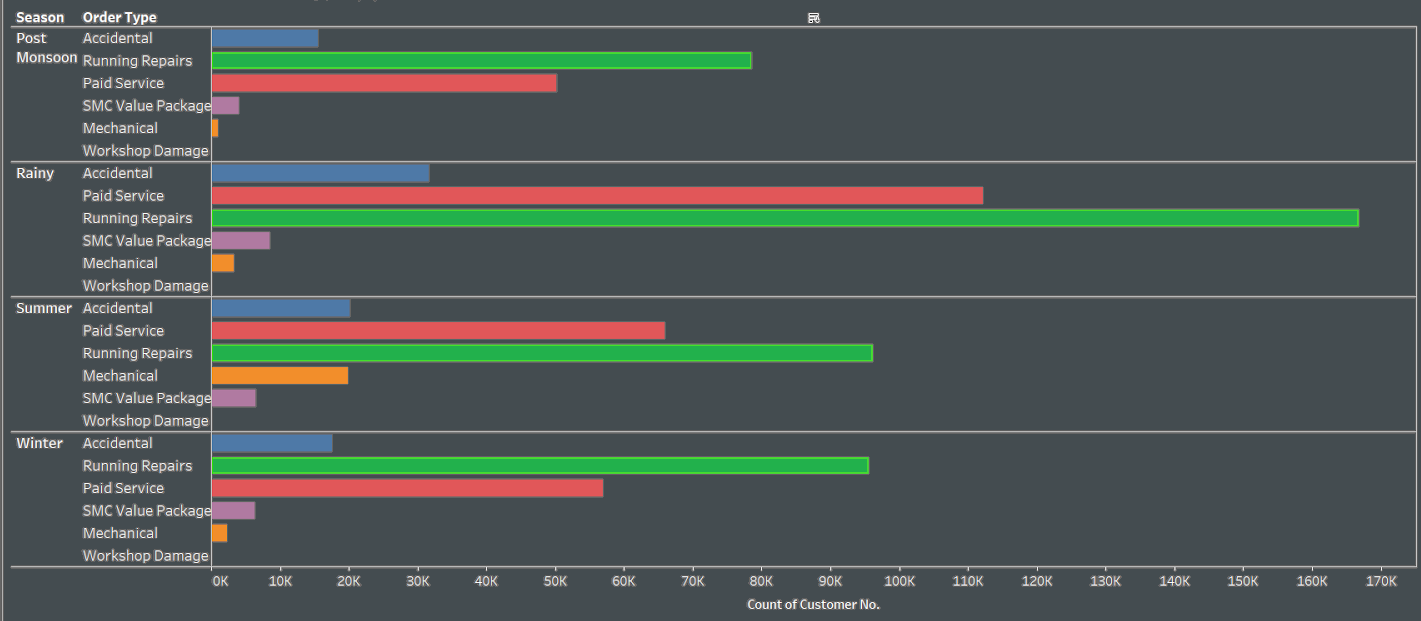 Season Order Type
Post Monsoon Accidental
Running Repairs
Paid Service
SMC Value Package
Mechanical
Workshop Damage
Rainy Accidental
Paid Service
Running Repairs
SMC Value Package
Mechanical
Workshop Damage
Summer Accidental
Paid Service
Running Repairs
Mechanical
SMC Value Package
Workshop Damage
Winter Accidental
Running Repairs
Paid Service
SMC Value Package
Mechanical
Workshop Damage
0K 10K 20K 30K 40K 50K 60K 70K 80K 90K 100K 110K 120K 130K 140K 150K 160K 170K
Count of Customer No.